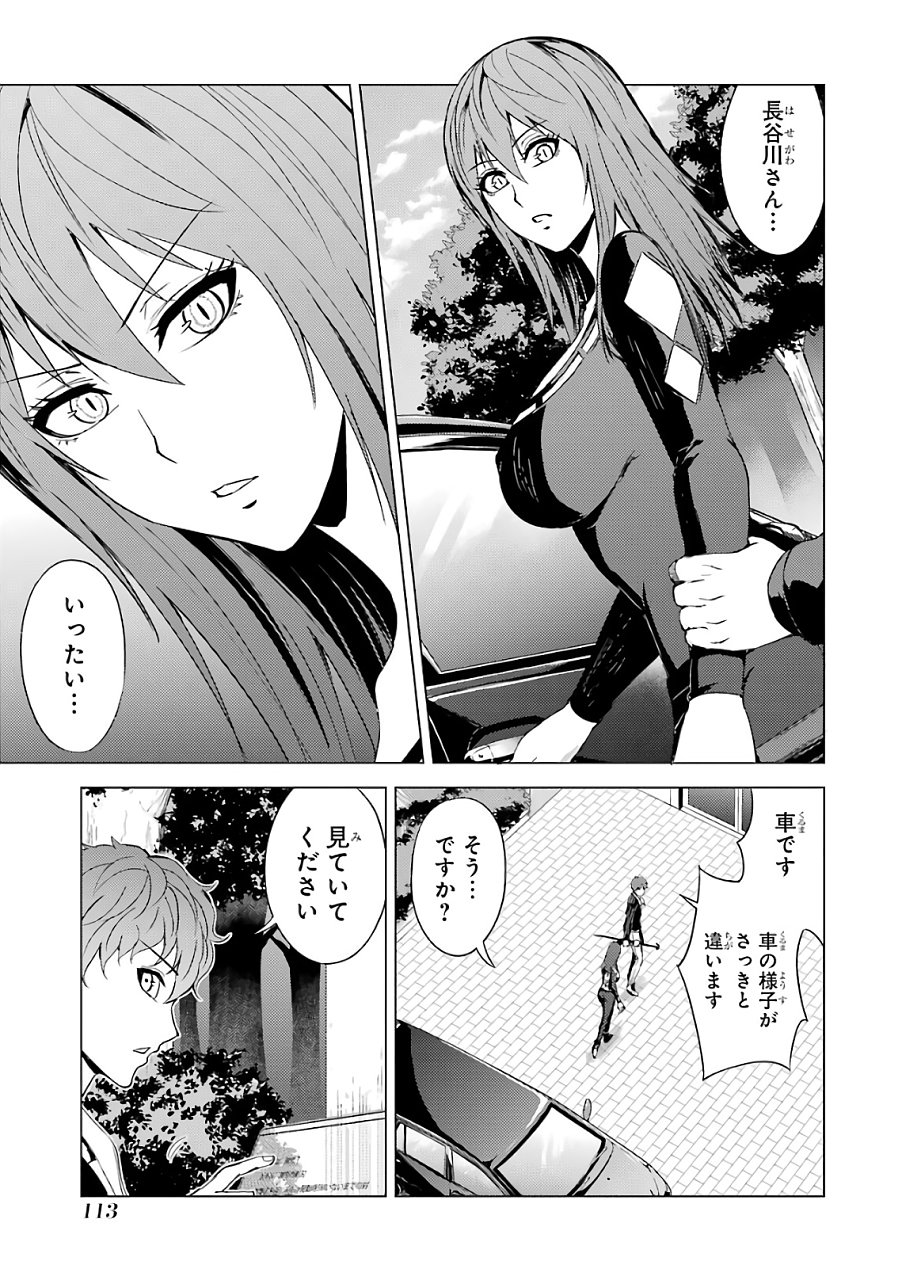 長谷川さん…
いったい…
車です
車の様子が
さっきと
違います
そう…
ですか?
見ていて
ください
113